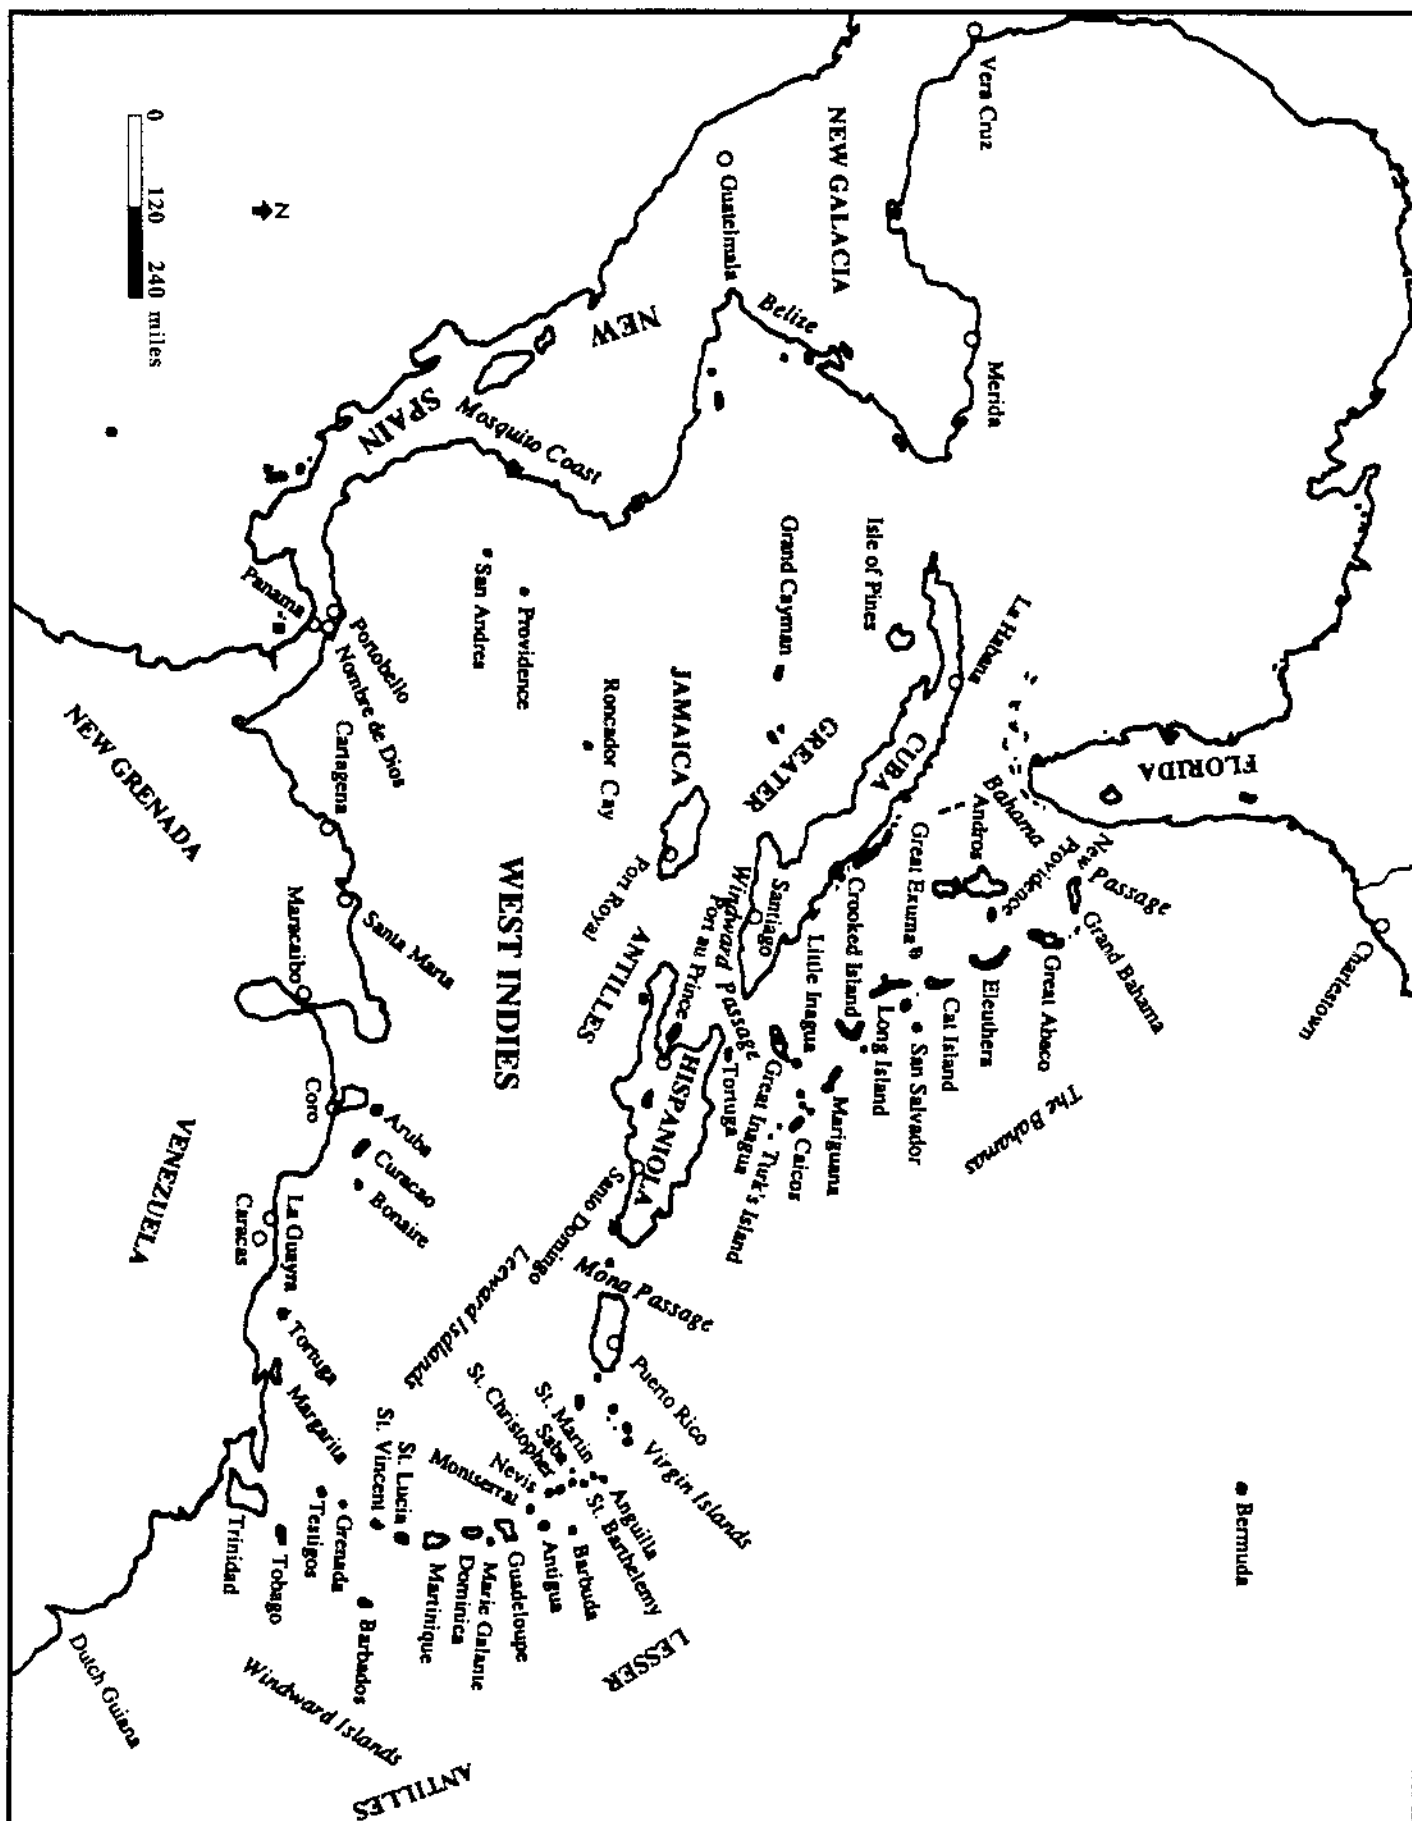 Vera Cruz
NEW GALACIA
Guatelmala
Belize
Merida
NEW
SPAIN
Mosquito Coast
0 120 240 miles
N
FLORIDA
Charlestown
La Habana
Isle of Pines
CUBA
Grand Cayman
GREATER
ANTILLES
JAMAICA
Port Royal
Santiago
Windward Passage
Port au Prince
HISPANIOLA
Santo Domingo
Tortuga
Bahama
Passage
New
Providence
Andros
Grand Bahama
Great Abaco
Eleuthera
Great Exuma
Cat Island
San Salvador
Long Island
Crooked Island
Little Inagua
Great Inagua
Mariguana
Caicos
Turk's Island
The Bahamas
Bermuda
Providence
San Andres
Roncador Cay
WEST INDIES
Panama
Portobello
Nombre de Dios
Cartagena
Santa Marta
NEW GRENADA
Maracaibo
Coro
Aruba
Curacao
Bonaire
La Guayra
Caracas
VENEZUELA
Tortuga
Margarita
Mona Passage
Puerto Rico
Virgin Islands
Leeward Isdlands
St. Martin
Saba
St. Christopher
Nevis
Montserrat
Anguilla
St. Barthelemy
Barbuda
Antigua
Guadeloupe
Marie Galante
Dominica
Martinique
St. Lucia
St. Vincent
Barbados
Grenada
Testigos
Tobago
Trinidad
LESSER
ANTILLES
Windward Islands
Dutch Guiana